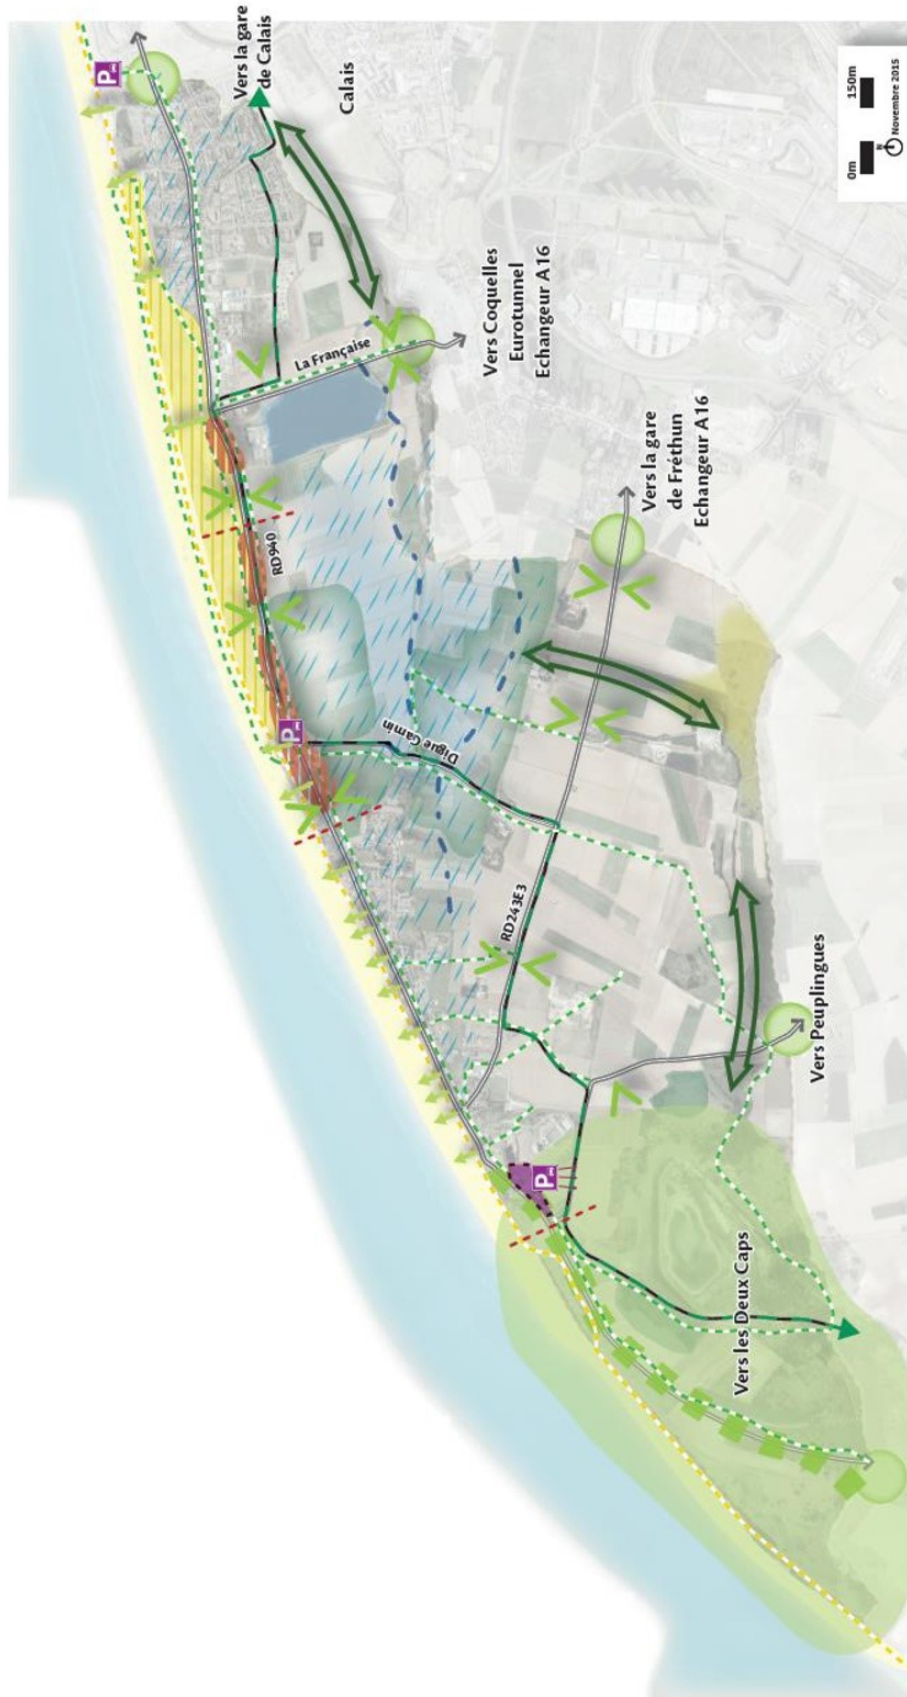 Vers la gare
de Calais
Calais
La Française
Vers Coquelles
Eurotunnel
Echangeur A16
RD940
Vers la gare
de Fréthun
Echangeur A16
Digue Camin
RD243E3
Vers Peuplingues
Vers les Deux Caps
P
P
P
0m
150m
N
Novembre 2015